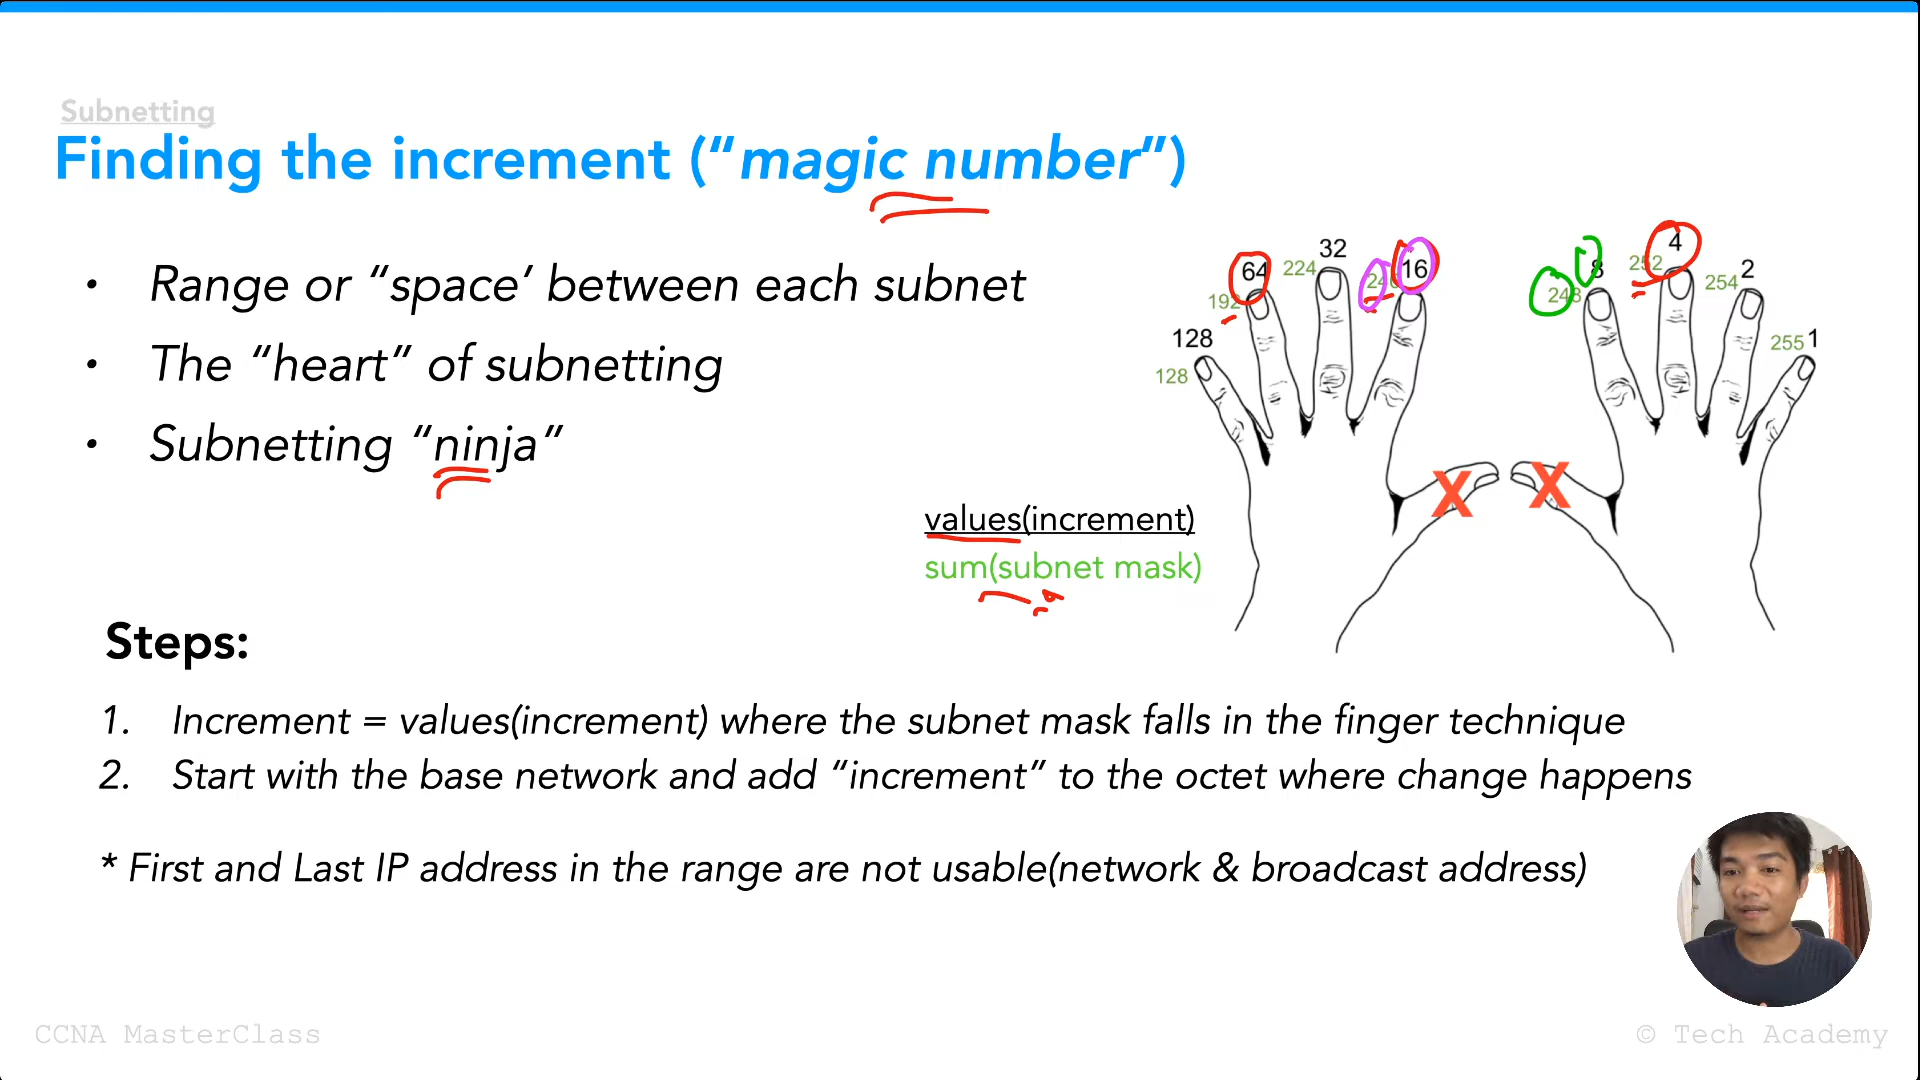 Subnetting
Finding the increment (“magic number”)
• Range or “space’ between each subnet
• The “heart” of subnetting
• Subnetting “ninja”
128
64
32
16
8
4
2
1
128
192
224
240
248
252
254
255
X
X
values(increment)
sum(subnet mask)
Steps:
1. Increment = values(increment) where the subnet mask falls in the finger technique
2. Start with the base network and add “increment” to the octet where change happens
* First and Last IP address in the range are not usable(network & broadcast address)
CCNA MasterClass
© Tech Academy